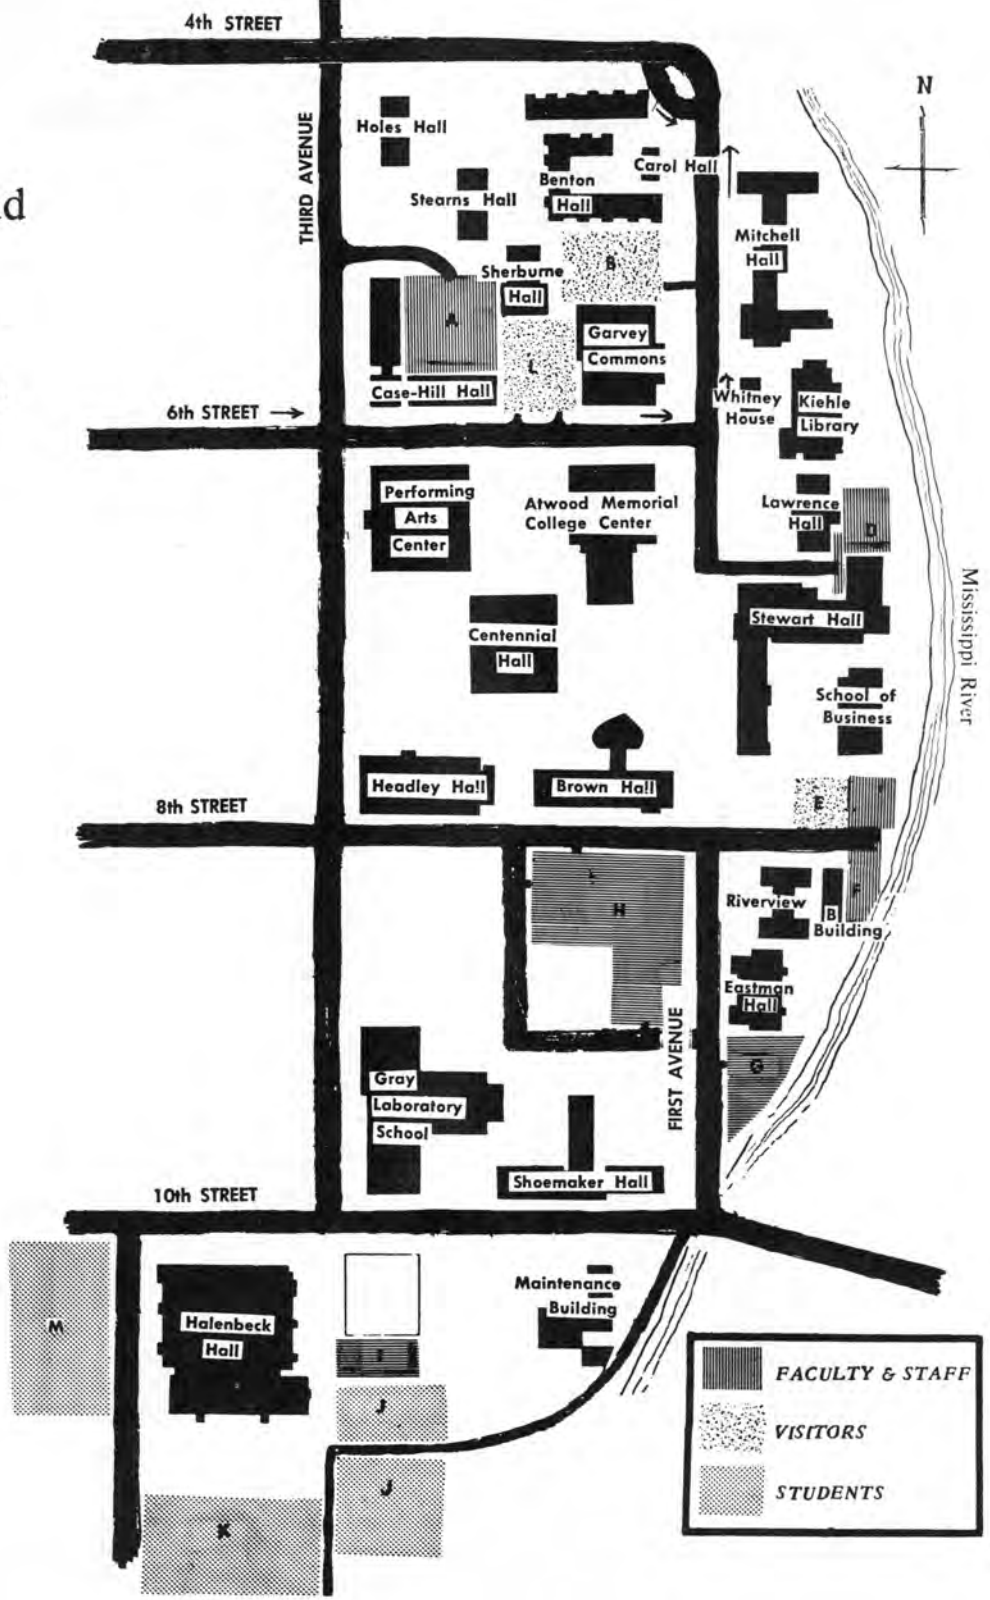 4th STREET
N
THIRD AVENUE
Holes Hall
Carol Hall
Benton
Hall
Stearns Hall
Mitchell
Hall
Sherburne
Hall
B
A
Garvey
Commons
L
Case-Hill Hall
Whitney
House
Kiehle
Library
6th STREET
Performing
Arts
Center
Atwood Memorial
College Center
Lawrence
Hall
D
Mississippi River
Stewart Hall
Centennial
Hall
School of
Business
Headley Hall
Brown Hall
8th STREET
E
F
H
Riverview
B
Building
F
Eastman
Hall
FIRST AVENUE
G
Gray
Laboratory
School
Shoemaker Hall
10th STREET
Maintenance
Building
M
Halenbeck
Hall
I
J
J
K
FACULTY & STAFF
VISITORS
STUDENTS